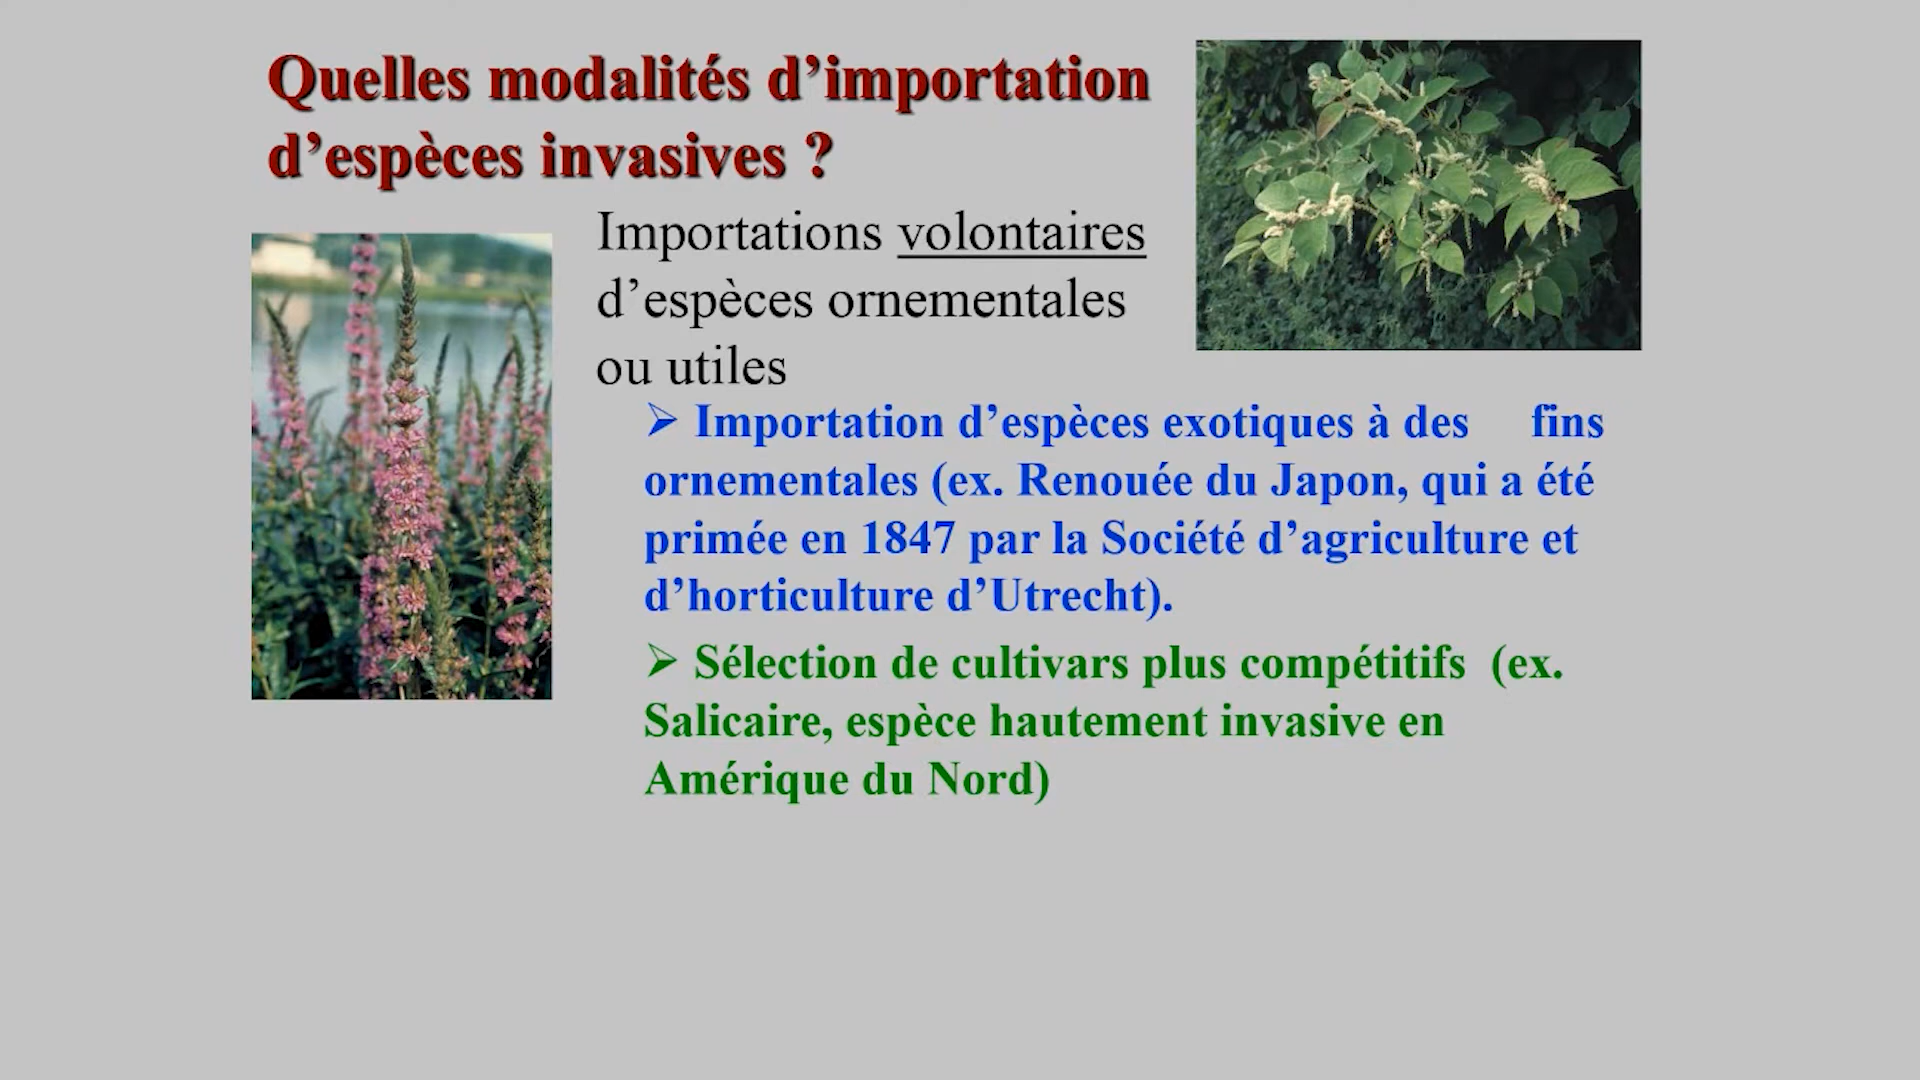 Quelles modalités d’importation
d’espèces invasives ?
Importations volontaires
d’espèces ornementales
ou utiles
➢ Importation d’espèces exotiques à des fins
ornementales (ex. Renouée du Japon, qui a été
primée en 1847 par la Société d’agriculture et
d’horticulture d’Utrecht).
➢ Sélection de cultivars plus compétitifs (ex.
Salicaire, espèce hautement invasive en
Amérique du Nord)